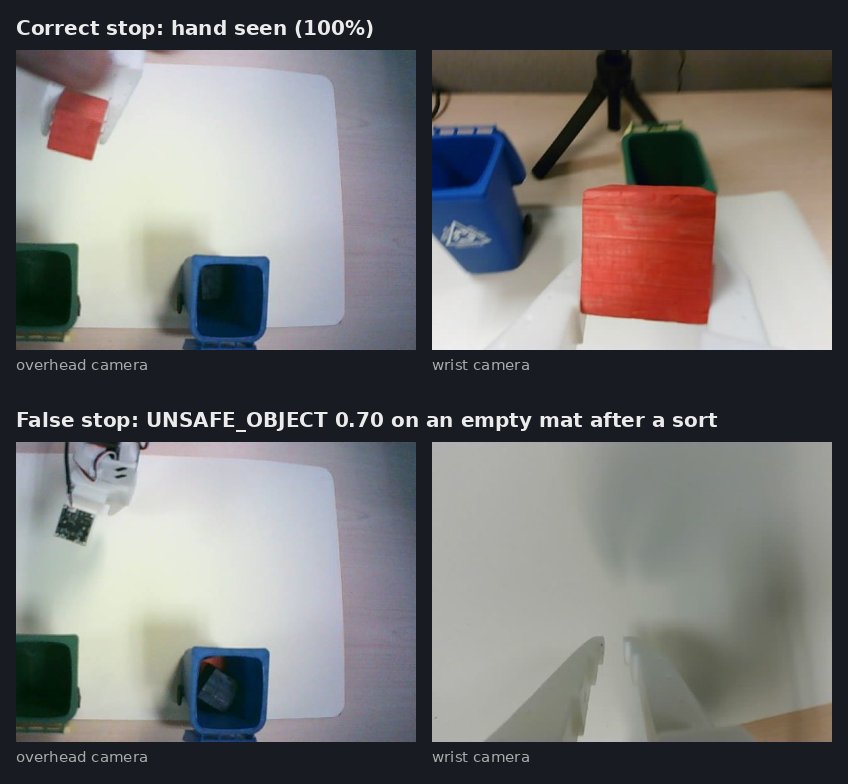 Correct stop: hand seen (100%)
overhead camera
wrist camera
False stop: UNSAFE_OBJECT 0.70 on an empty mat after a sort
overhead camera
wrist camera